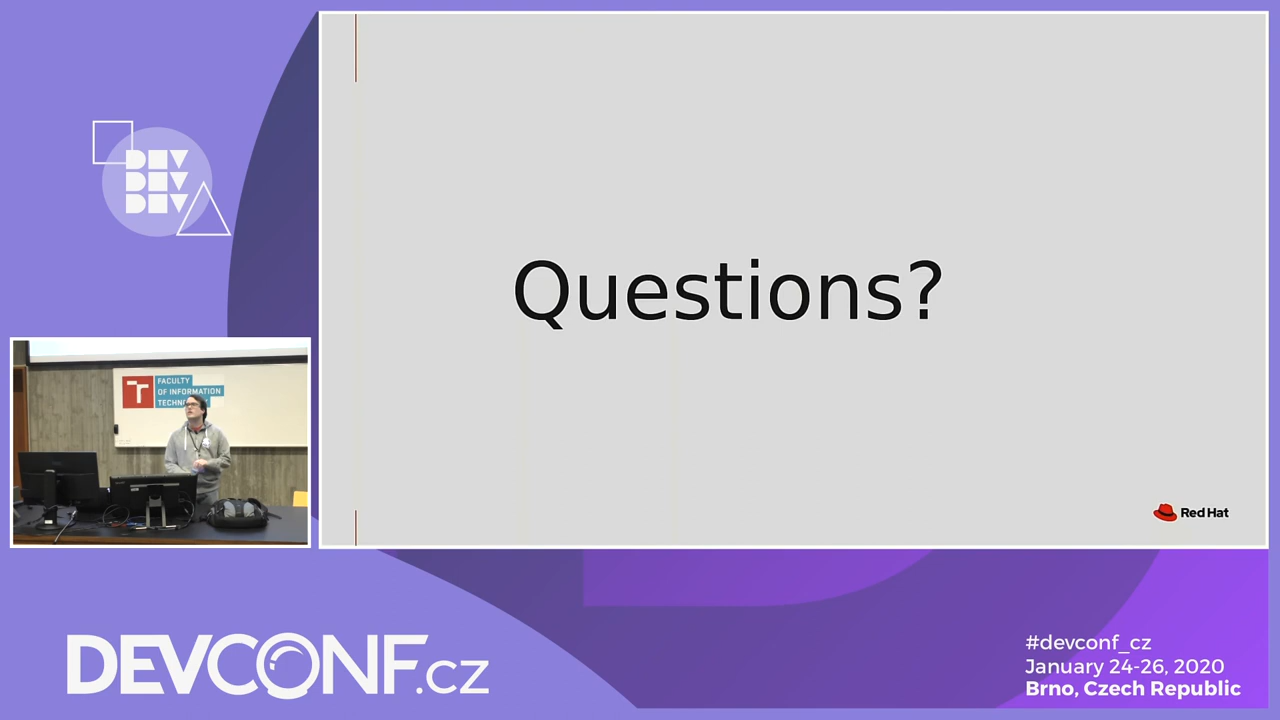 DEV
DEV
DEV
Questions?
Red Hat
FACULTY
OF INFORMATION
DEVCONF.cz
#devconf_cz
January 24-26, 2020
Brno, Czech Republic